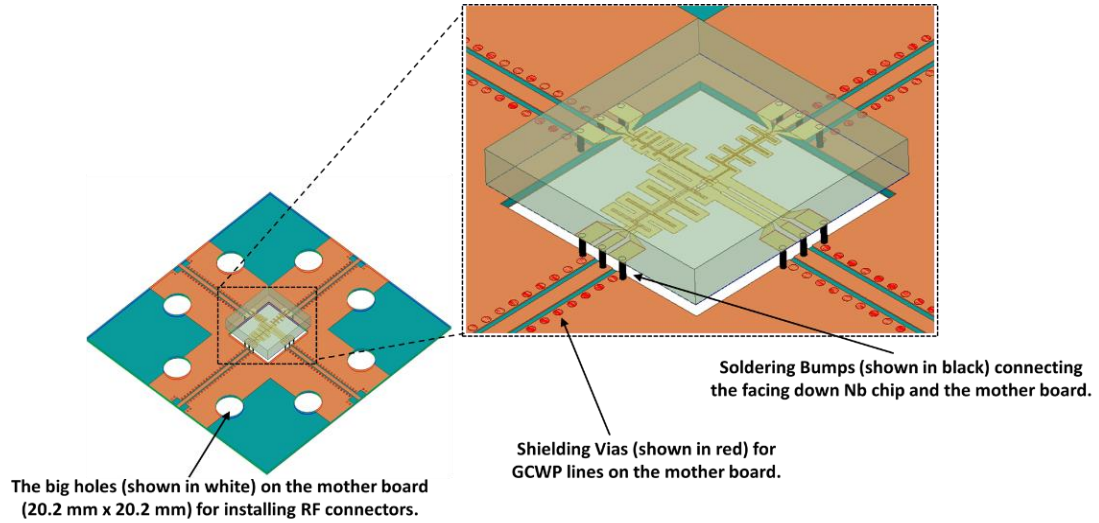 Soldering Bumps (shown in black) connecting
the facing down Nb chip and the mother board.
Shielding Vias (shown in red) for
GCWP lines on the mother board.
The big holes (shown in white) on the mother board
(20.2 mm x 20.2 mm) for installing RF connectors.